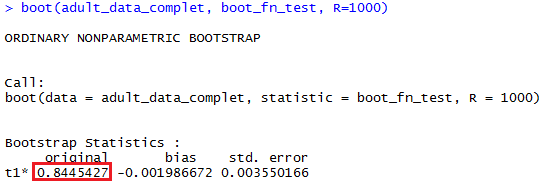 > boot(adult_data_complet, boot_fn_test, R=1000)
ORDINARY NONPARAMETRIC BOOTSTRAP
Call:
boot(data = adult_data_complet, statistic = boot_fn_test, R = 1000)
Bootstrap Statistics :
original bias std. error
t1* 0.8445427 -0.001986672 0.003550166